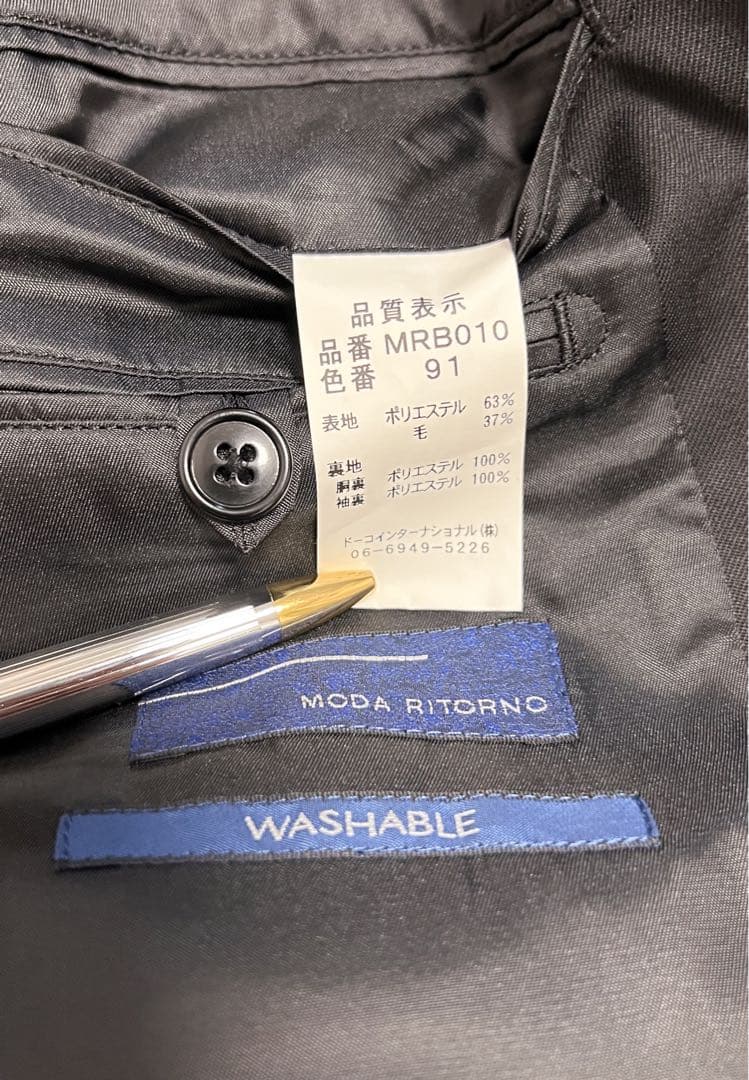 品質表示
品番 MRB010
色番 91
表地 ポリエステル 63%
毛 37%
裏地
胴裏 ポリエステル 100%
袖裏 ポリエステル 100%
ドーコインターナショナル(株)
06-6949-5226
MODA RITORNO
WASHABLE